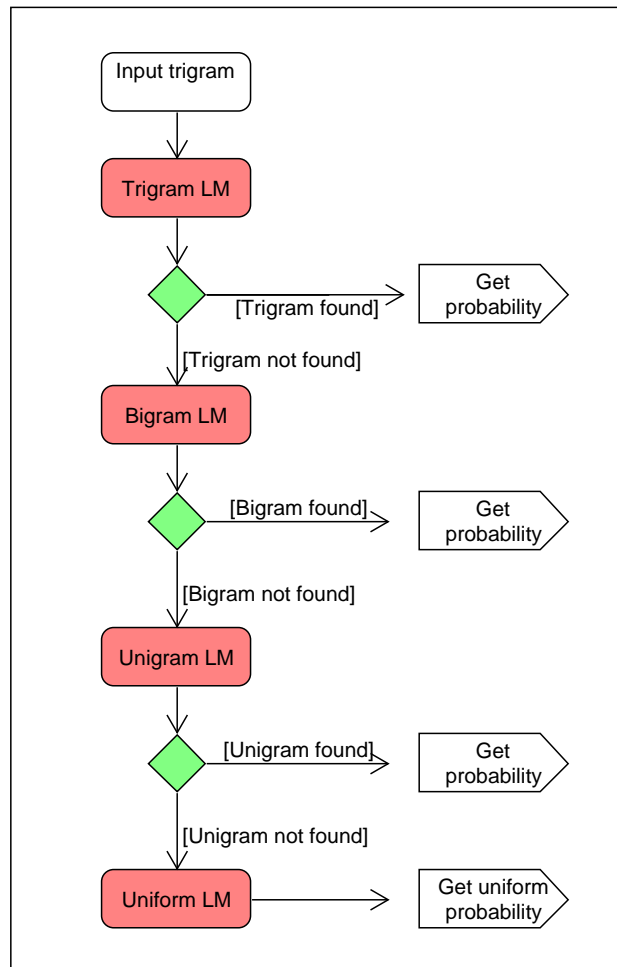 Input trigram
Trigram LM
Get
probability
[Trigram found]
[Trigram not found]
Bigram LM
[Bigram found]
Get
probability
[Bigram not found]
Unigram LM
[Unigram found]
Get
probability
[Unigram not found]
Uniform LM
Get uniform
probability